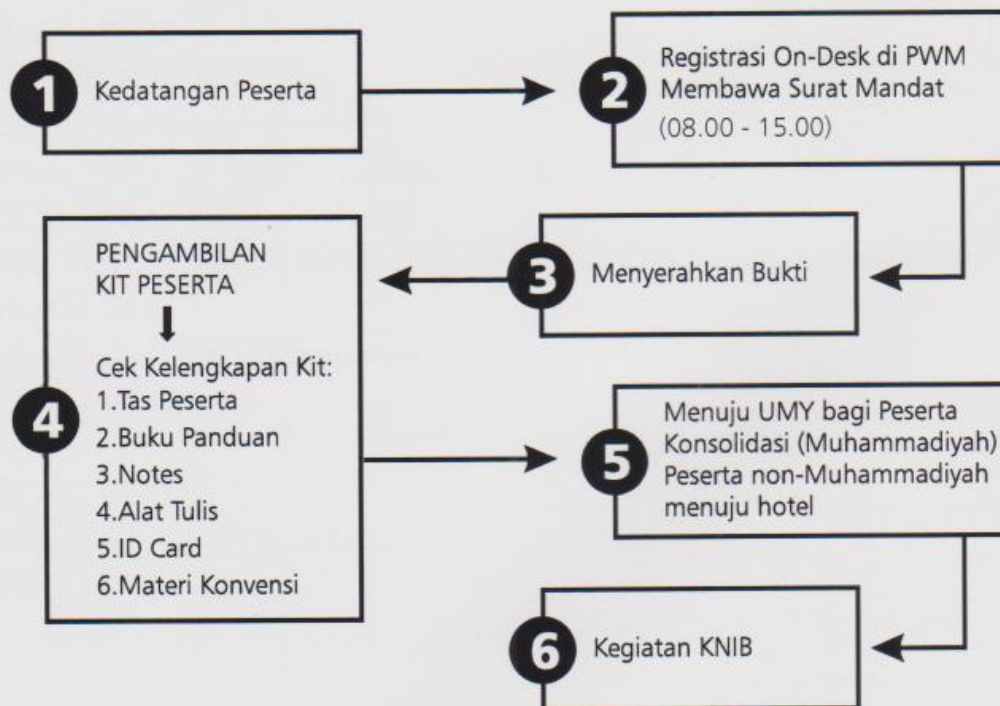 1
Kedatangan Peserta
2
Registrasi On-Desk di PWM
Membawa Surat Mandat
(08.00 - 15.00)
3
Menyerahkan Bukti
4
PENGAMBILAN
KIT PESERTA
Cek Kelengkapan Kit:
1.Tas Peserta
2.Buku Panduan
3.Notes
4.Alat Tulis
5.ID Card
6.Materi Konvensi
5
Menuju UMY bagi Peserta
Konsolidasi (Muhammadiyah)
Peserta non-Muhammadiyah
menuju hotel
6
Kegiatan KNIB